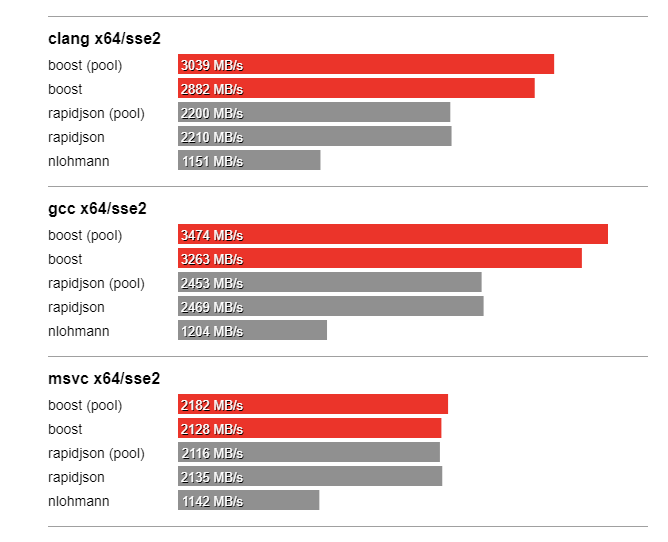 clang x64/sse2
boost (pool) 3039 MB/s
boost 2882 MB/s
rapidjson (pool) 2200 MB/s
rapidjson 2210 MB/s
nlohmann 1151 MB/s
gcc x64/sse2
boost (pool) 3474 MB/s
boost 3263 MB/s
rapidjson (pool) 2453 MB/s
rapidjson 2469 MB/s
nlohmann 1204 MB/s
msvc x64/sse2
boost (pool) 2182 MB/s
boost 2128 MB/s
rapidjson (pool) 2116 MB/s
rapidjson 2135 MB/s
nlohmann 1142 MB/s